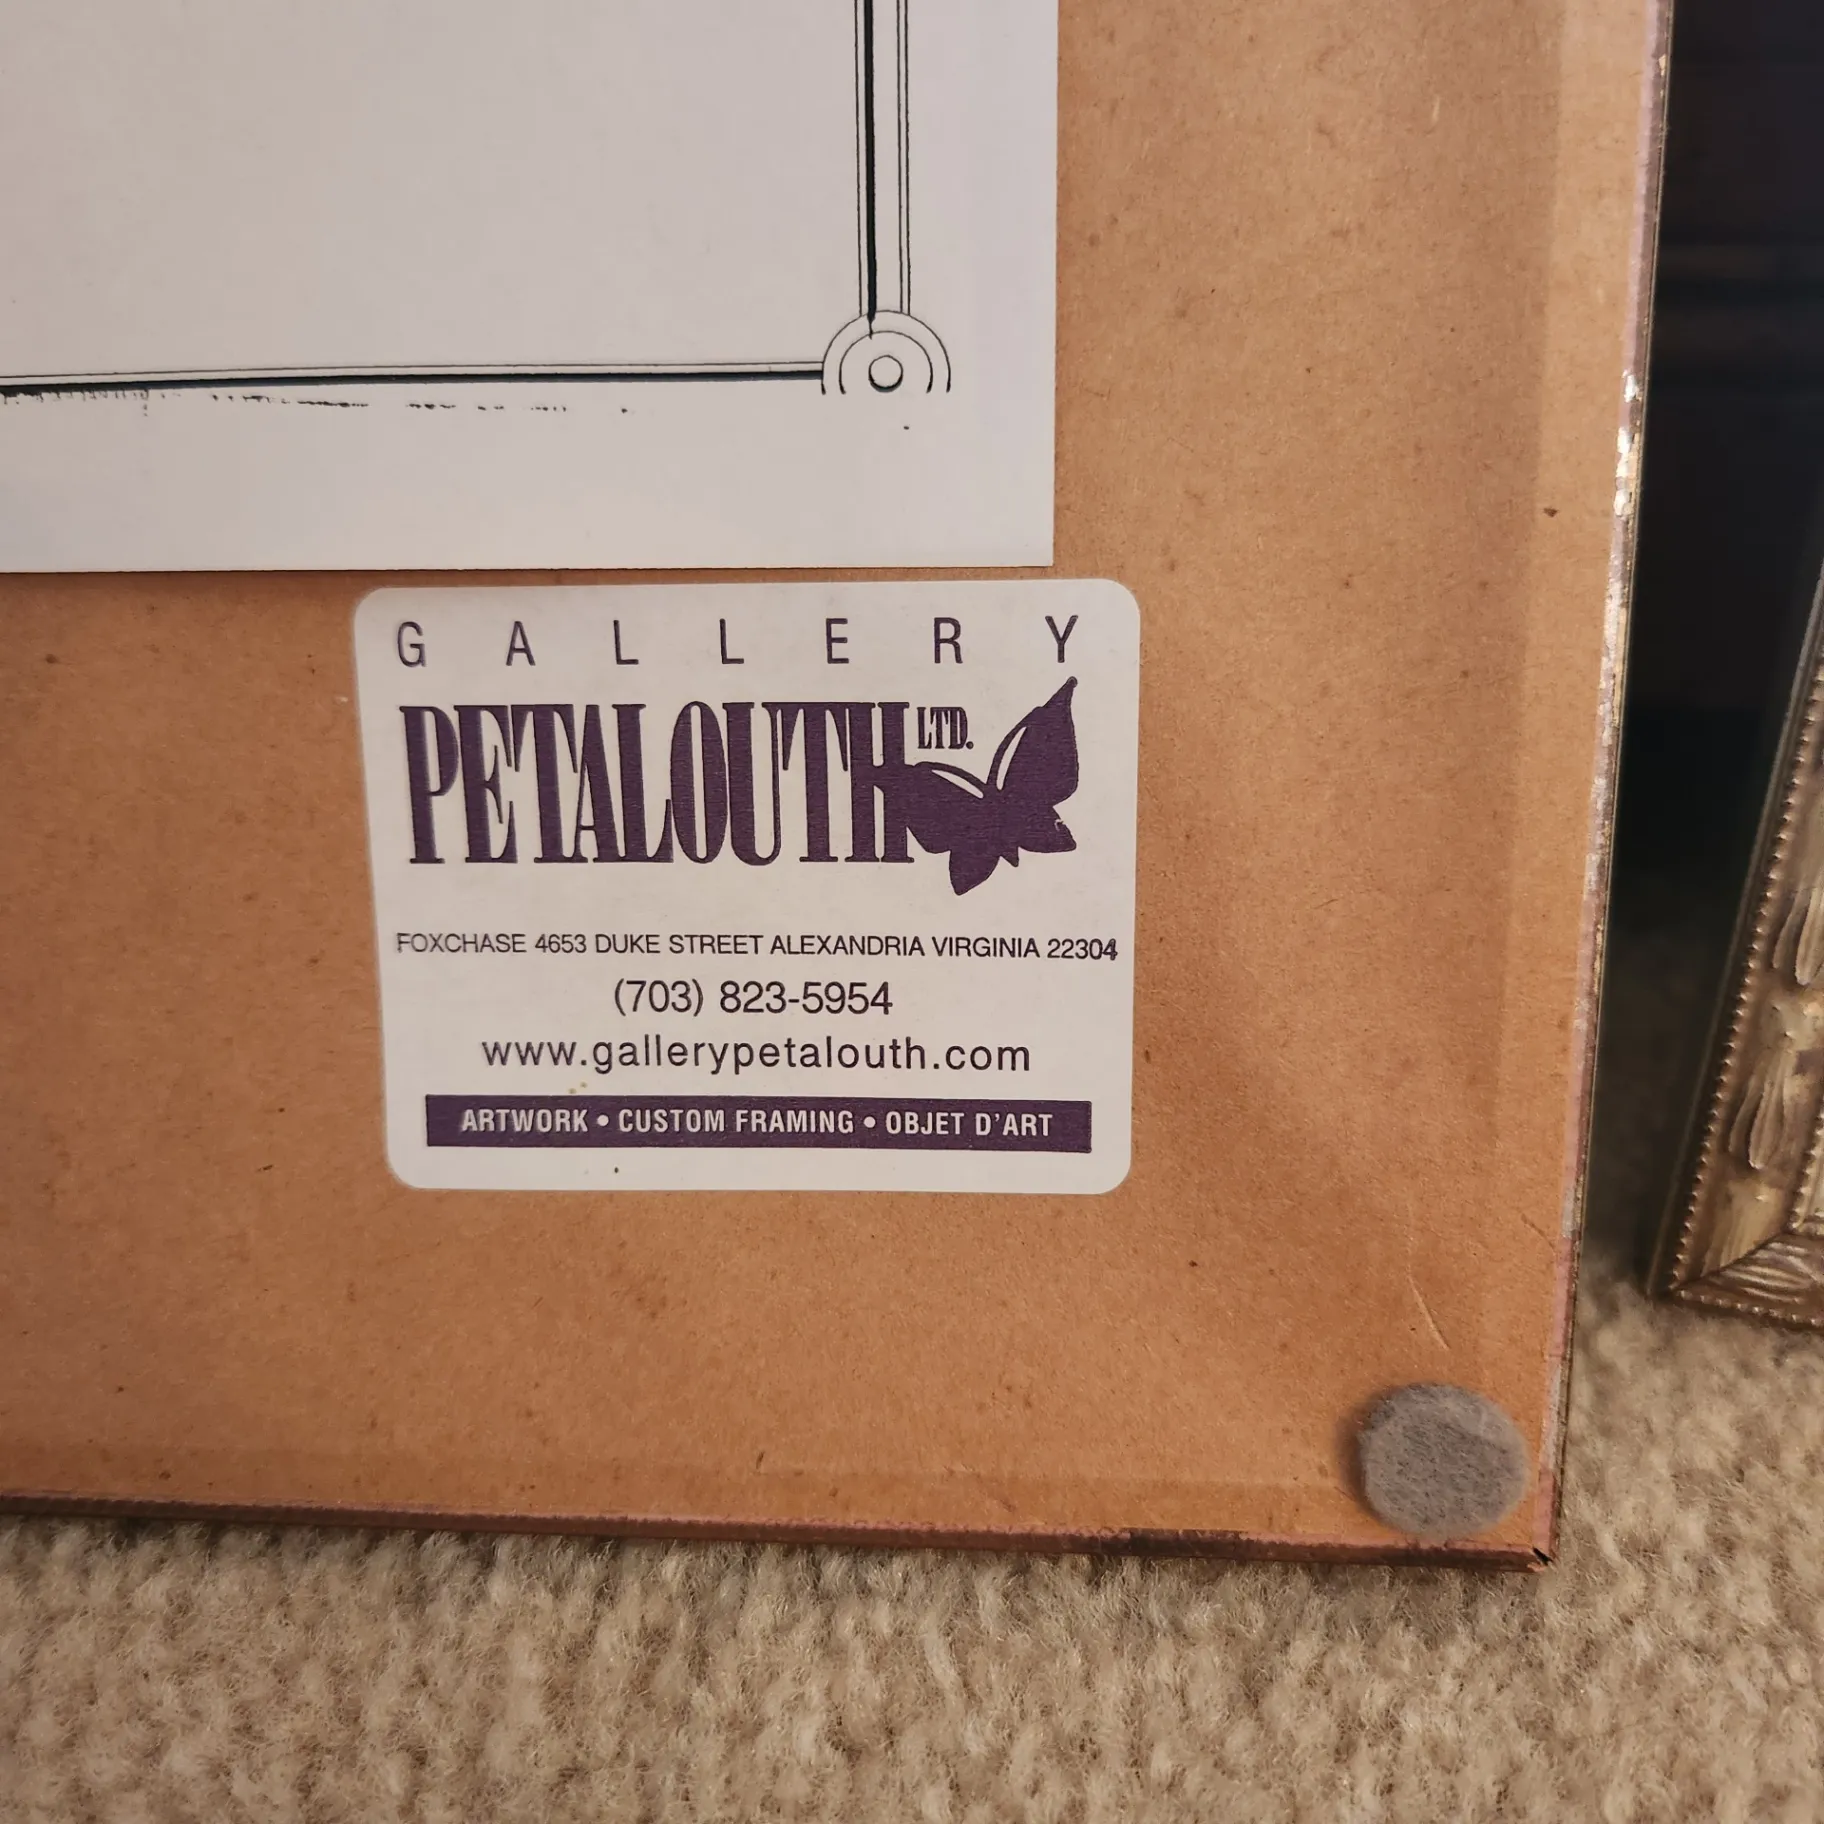 GALLERY
PETALOUTH LTD.
FOXCHASE 4653 DUKE STREET ALEXANDRIA VIRGINIA 22304
(703) 823-5954
www.gallerypetalouth.com
ARTWORK • CUSTOM FRAMING • OBJET D'ART